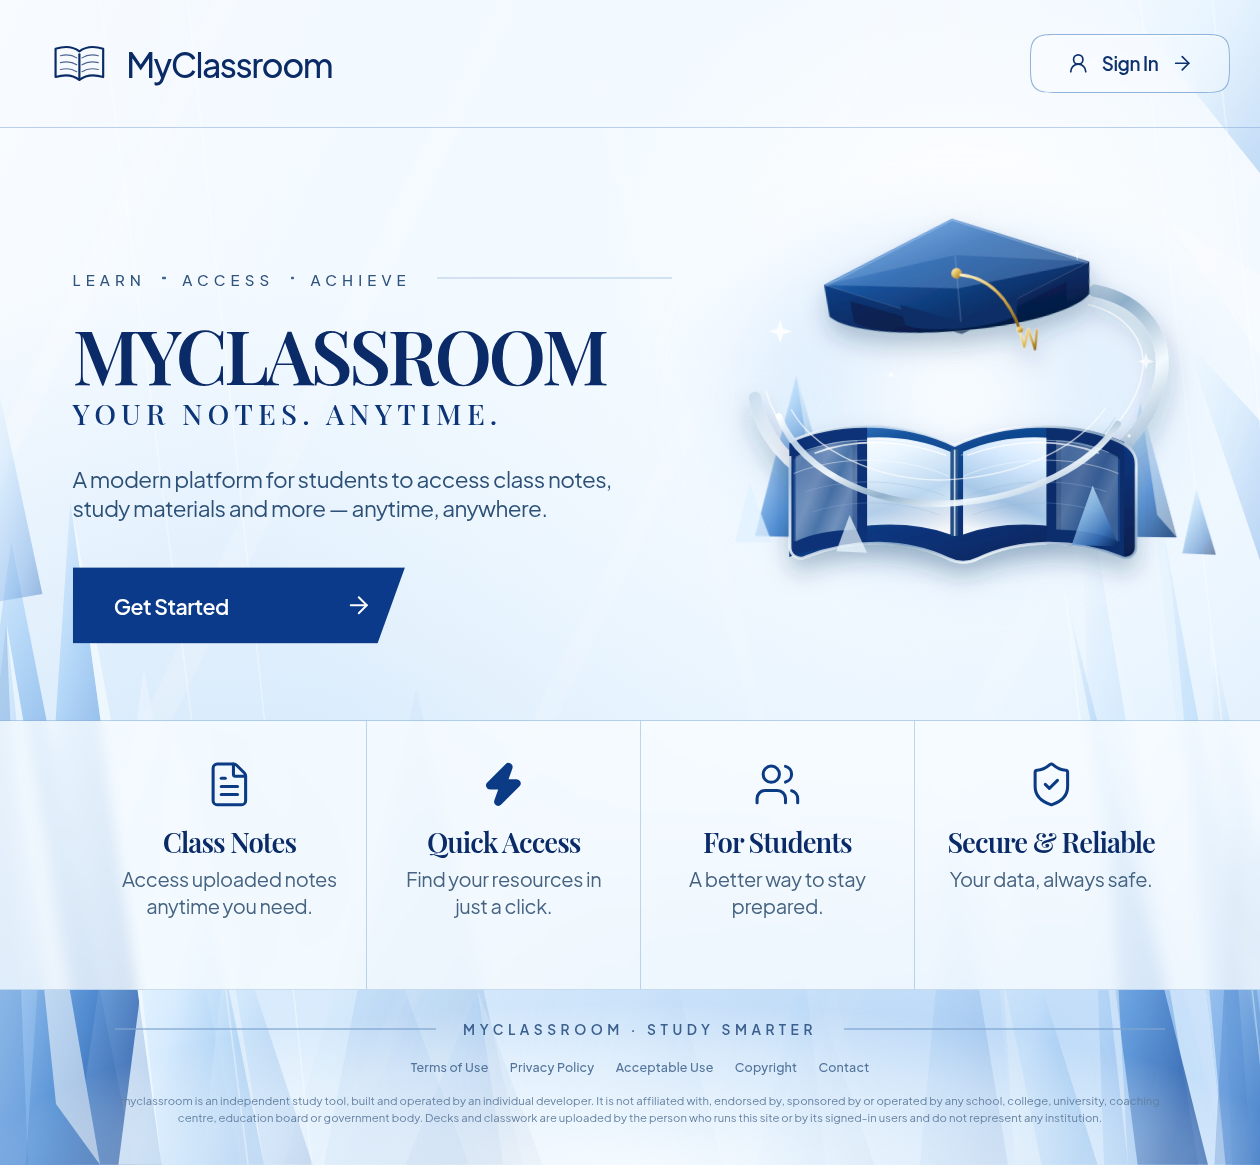 MyClassroom
Sign In
LEARN · ACCESS · ACHIEVE
MYCLASSROOM
YOUR NOTES. ANYTIME.
A modern platform for students to access class notes,
study materials and more — anytime, anywhere.
Get Started
Class Notes
Access uploaded notes
anytime you need.
Quick Access
Find your resources in
just a click.
For Students
A better way to stay
prepared.
Secure & Reliable
Your data, always safe.
MYCLASSROOM · STUDY SMARTER
Terms of Use Privacy Policy Acceptable Use Copyright Contact
myclassroom is an independent study tool, built and operated by an individual developer. It is not affiliated with, endorsed by, sponsored by or operated by any school, college, university, coaching
centre, education board or government body. Decks and classwork are uploaded by the person who runs this site or by its signed-in users and do not represent any institution.